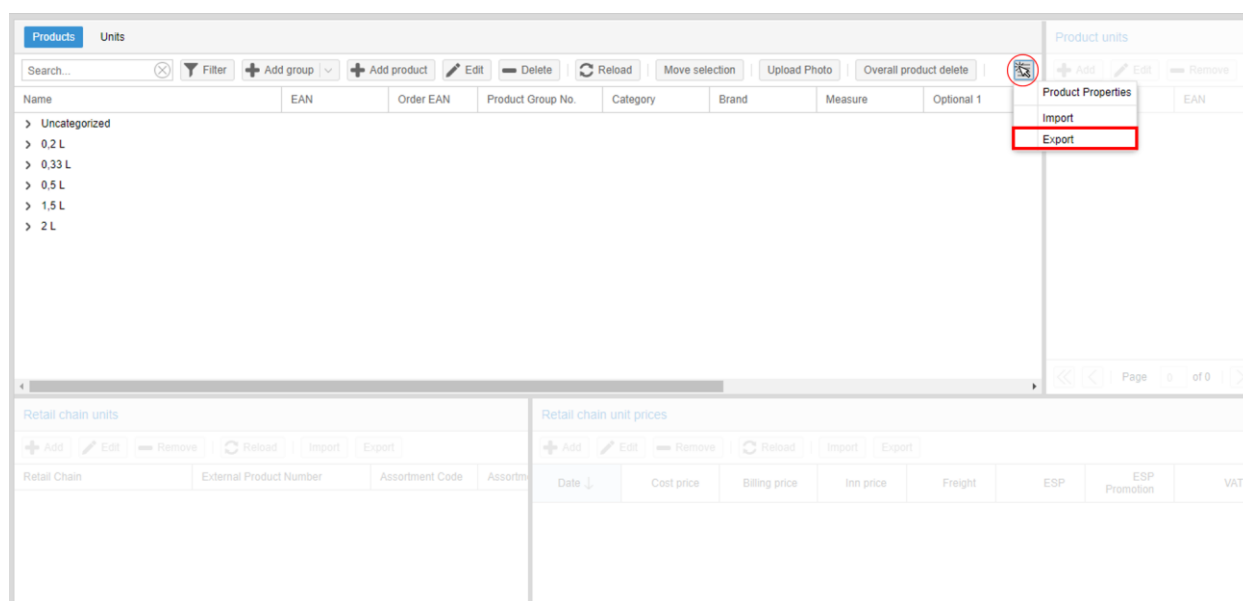 Products Units
Product units
Search... Filter Add group Add product Edit Delete Reload Move selection Upload Photo Overall product delete
Add Edit Remove
Name EAN Order EAN Product Group No. Category Brand Measure Optional 1
EAN
Product Properties
Import
Export
Uncategorized
0,2 L
0,33 L
0,5 L
1,5 L
2 L
Page 0 of 0
Retail chain units
Add Edit Remove Reload Import Export
Retail Chain External Product Number Assortment Code Assortm
Retail chain unit prices
Add Edit Remove Reload Import Export
Date ↓ Cost price Billing price Inn price Freight ESP ESP Promotion VAT